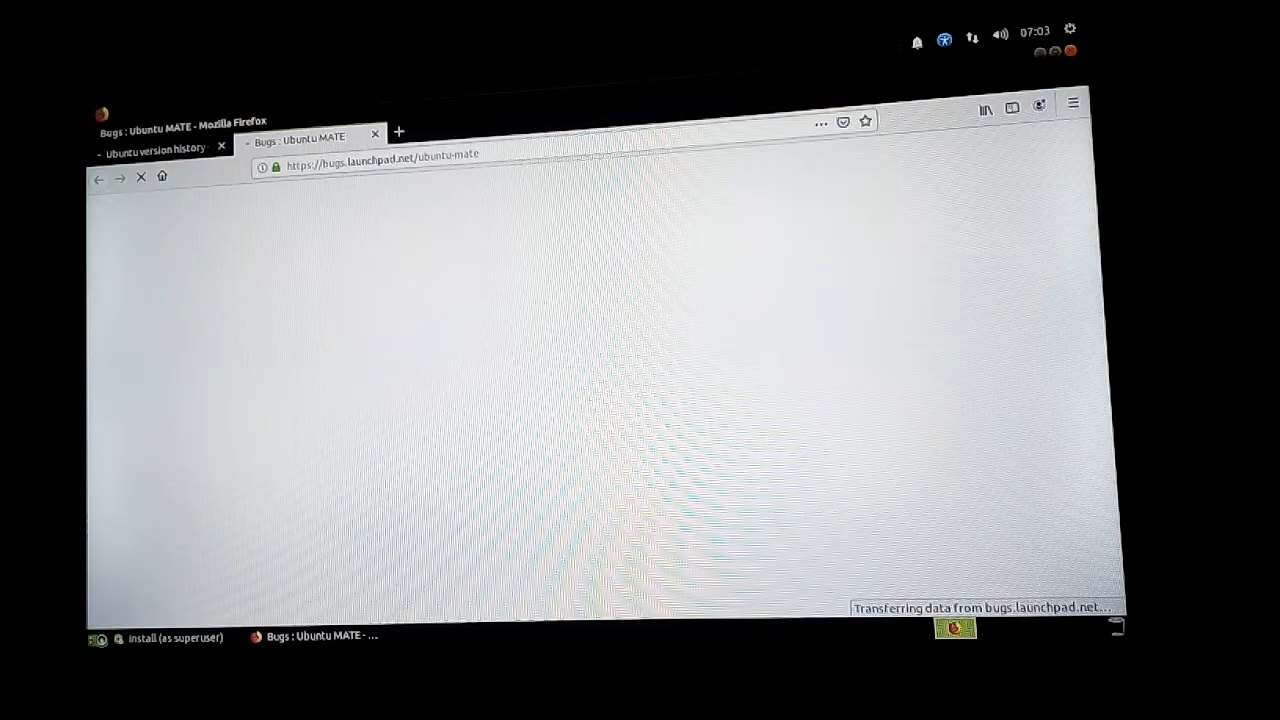 07:03
Bugs : Ubuntu MATE - Mozilla Firefox
Ubuntu version history
Bugs : Ubuntu MATE
https://bugs.launchpad.net/ubuntu-mate
Transferring data from bugs.launchpad.net...
Install (as superuser)
Bugs : Ubuntu MATE - ...